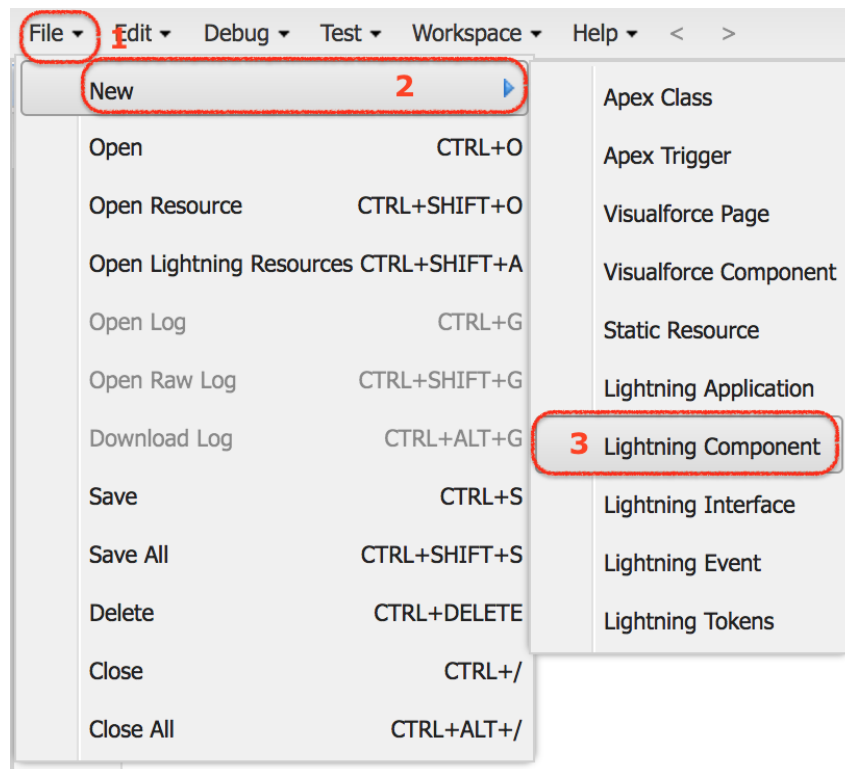 File 1 Edit Debug Test Workspace Help < >
New 2
Open CTRL+O
Open Resource CTRL+SHIFT+O
Open Lightning Resources CTRL+SHIFT+A
Open Log CTRL+G
Open Raw Log CTRL+SHIFT+G
Download Log CTRL+ALT+G
Save CTRL+S
Save All CTRL+SHIFT+S
Delete CTRL+DELETE
Close CTRL+/
Close All CTRL+ALT+/
Apex Class
Apex Trigger
Visualforce Page
Visualforce Component
Static Resource
Lightning Application
3 Lightning Component
Lightning Interface
Lightning Event
Lightning Tokens